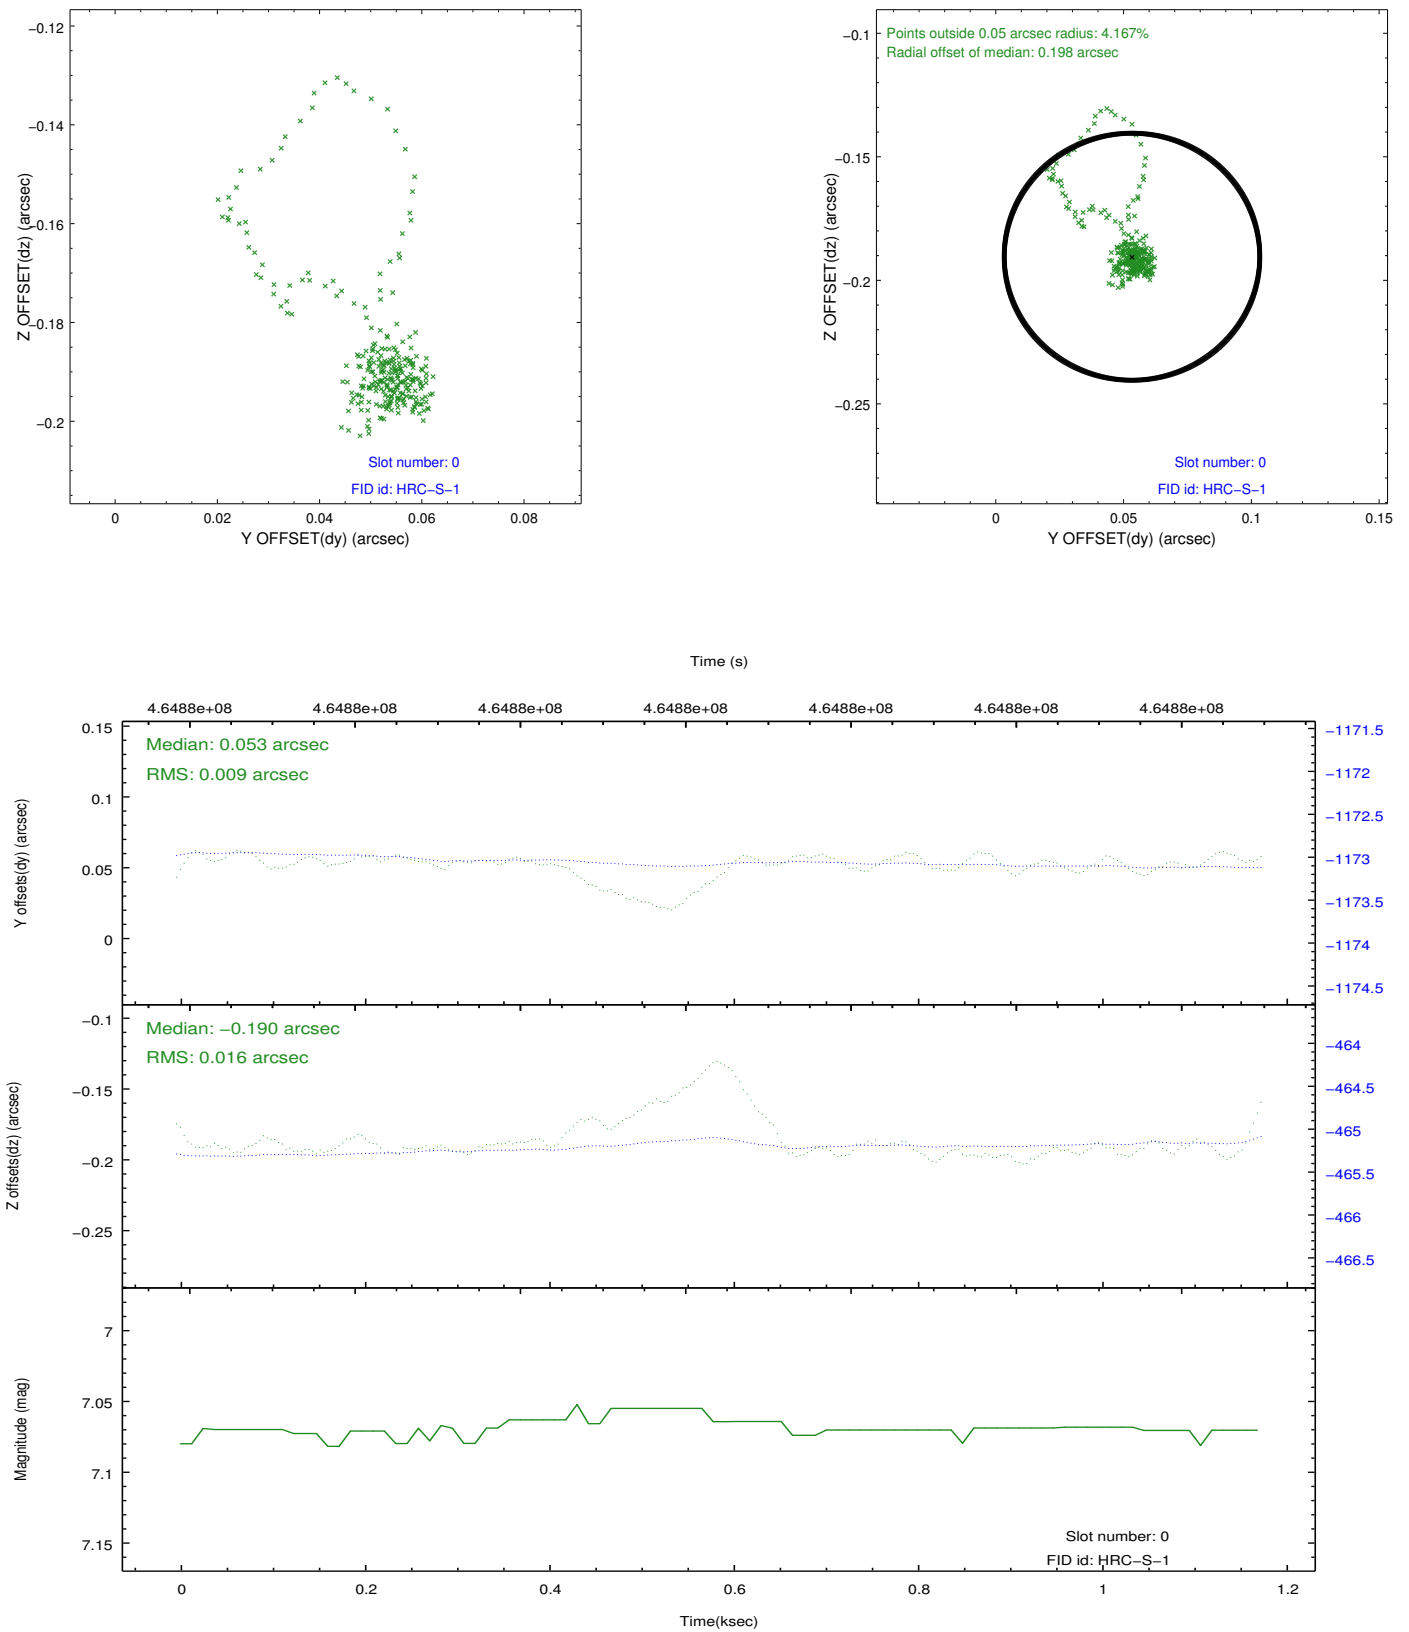 −0.12
−0.14
−0.16
−0.18
−0.2
Z OFFSET(dz) (arcsec)
Slot number: 0
FID id: HRC−S−1
0
0.02
0.04
0.06
0.08
Y OFFSET(dy) (arcsec)
Points outside 0.05 arcsec radius: 4.167%
Radial offset of median: 0.198 arcsec
−0.1
−0.15
−0.2
−0.25
Z OFFSET(dz) (arcsec)
Slot number: 0
FID id: HRC−S−1
0
0.05
0.1
0.15
Y OFFSET(dy) (arcsec)
Time (s)
4.6488e+08
4.6488e+08
4.6488e+08
4.6488e+08
4.6488e+08
4.6488e+08
4.6488e+08
Median: 0.053 arcsec
RMS: 0.009 arcsec
0.15
0.1
0.05
0
Y offsets(dy) (arcsec)
−1171.5
−1172
−1172.5
−1173
−1173.5
−1174
−1174.5
Median: −0.190 arcsec
RMS: 0.016 arcsec
−0.1
−0.15
−0.2
−0.25
Z offsets(dz) (arcsec)
−464
−464.5
−465
−465.5
−466
−466.5
7
7.05
7.1
7.15
Magnitude (mag)
Slot number: 0
FID id: HRC−S−1
0
0.2
0.4
0.6
0.8
1
1.2
Time(ksec)